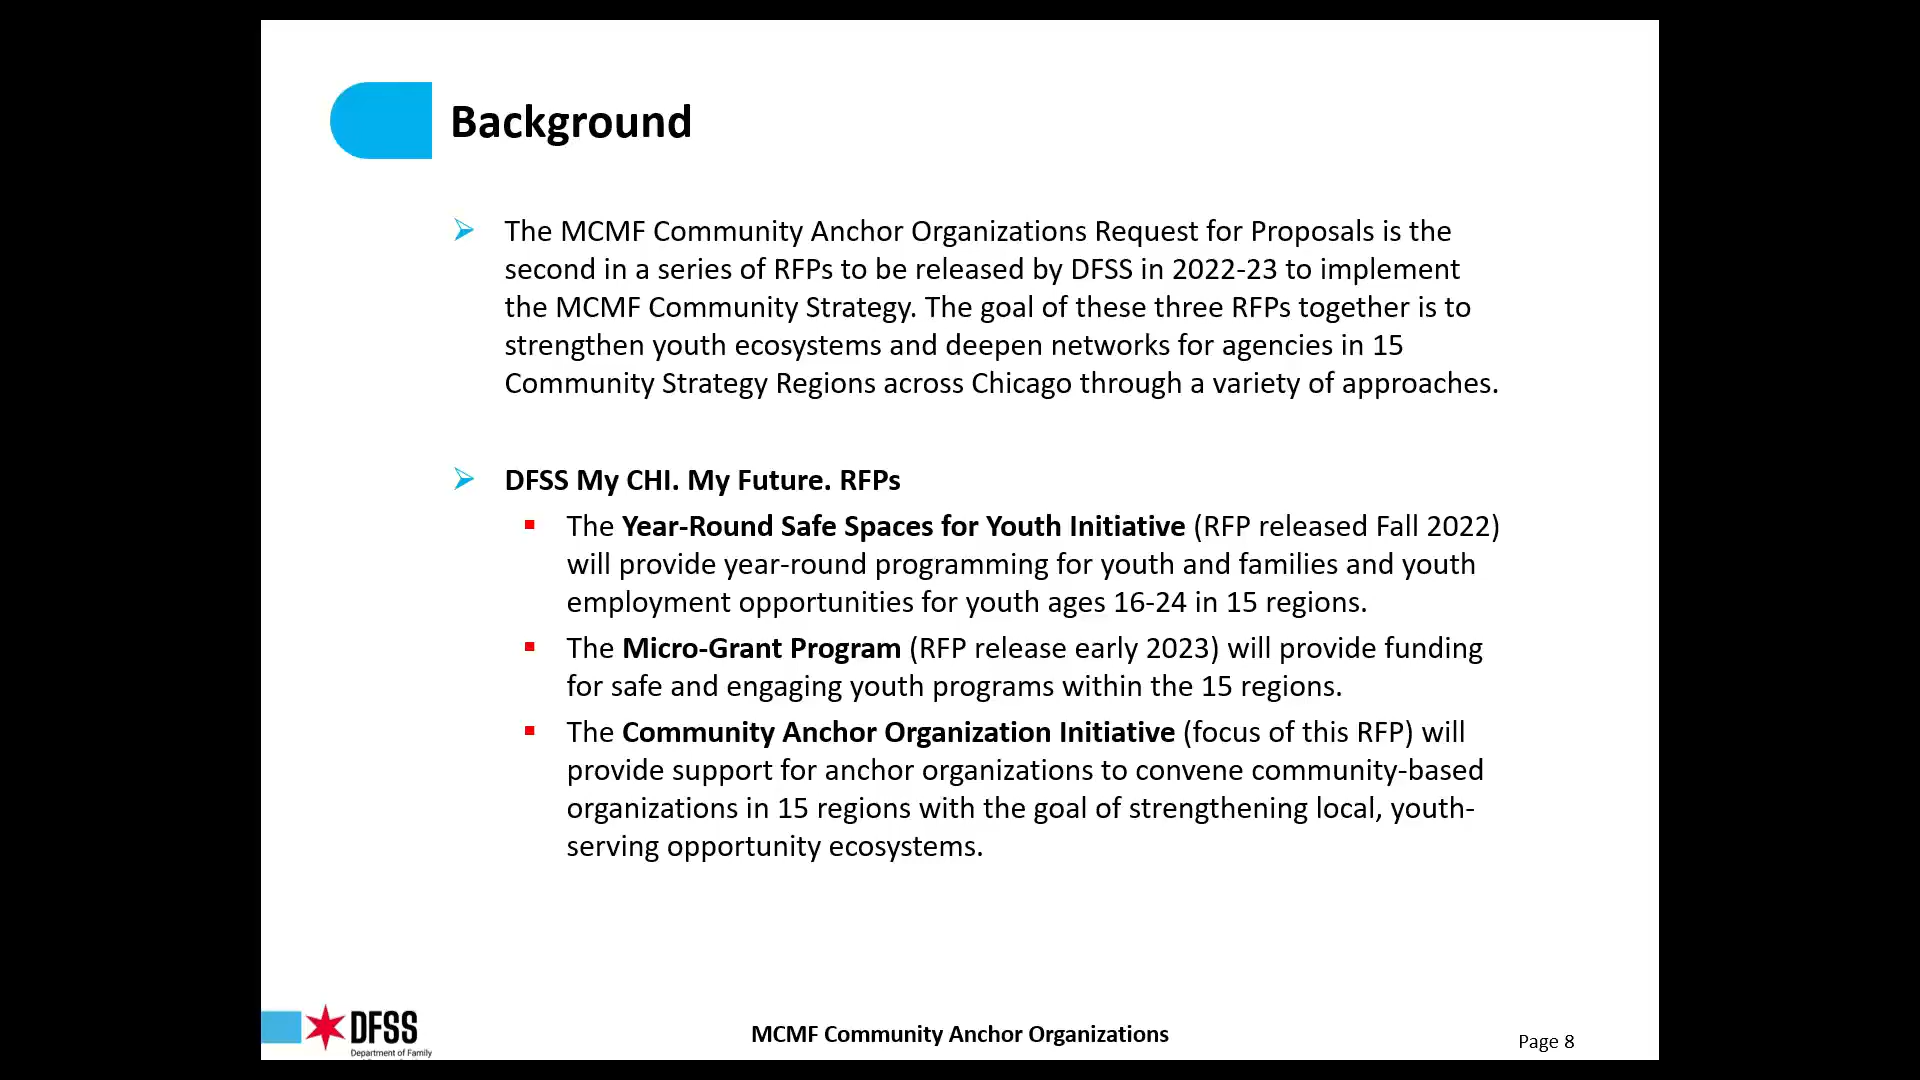 Background
The MCMF Community Anchor Organizations Request for Proposals is the
second in a series of RFPs to be released by DFSS in 2022-23 to implement
the MCMF Community Strategy. The goal of these three RFPs together is to
strengthen youth ecosystems and deepen networks for agencies in 15
Community Strategy Regions across Chicago through a variety of approaches.
DFSS My CHI. My Future. RFPs
The Year-Round Safe Spaces for Youth Initiative (RFP released Fall 2022)
will provide year-round programming for youth and families and youth
employment opportunities for youth ages 16-24 in 15 regions.
The Micro-Grant Program (RFP release early 2023) will provide funding
for safe and engaging youth programs within the 15 regions.
The Community Anchor Organization Initiative (focus of this RFP) will
provide support for anchor organizations to convene community-based
organizations in 15 regions with the goal of strengthening local, youth-
serving opportunity ecosystems.
DFSS
Department of Family
MCMF Community Anchor Organizations
Page 8